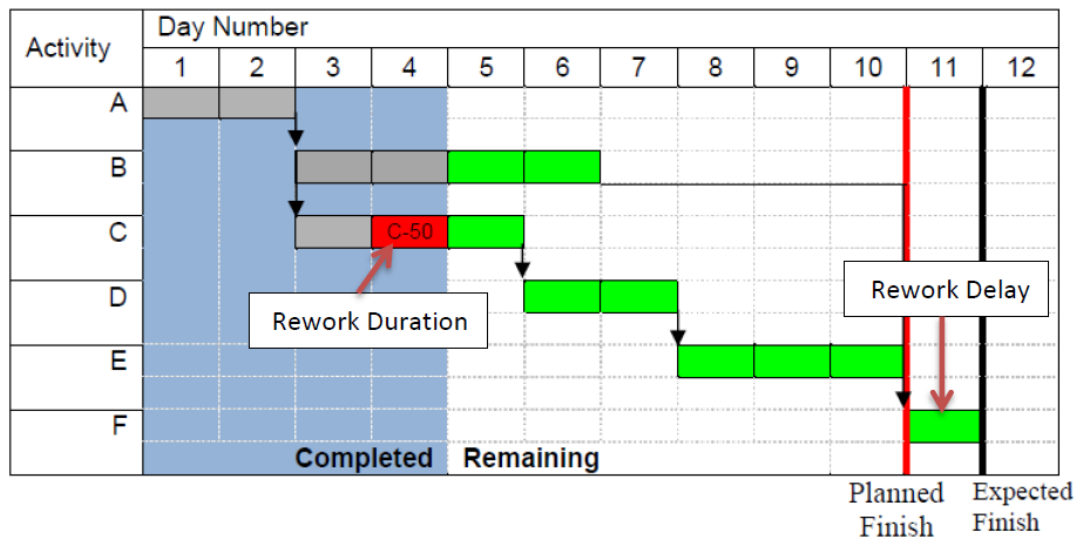 Activity
Day Number
1 2 3 4 5 6 7 8 9 10 11 12
A
B
C
C-50
D
Rework Duration
Rework Delay
E
F
Completed Remaining
Planned
Finish
Expected
Finish